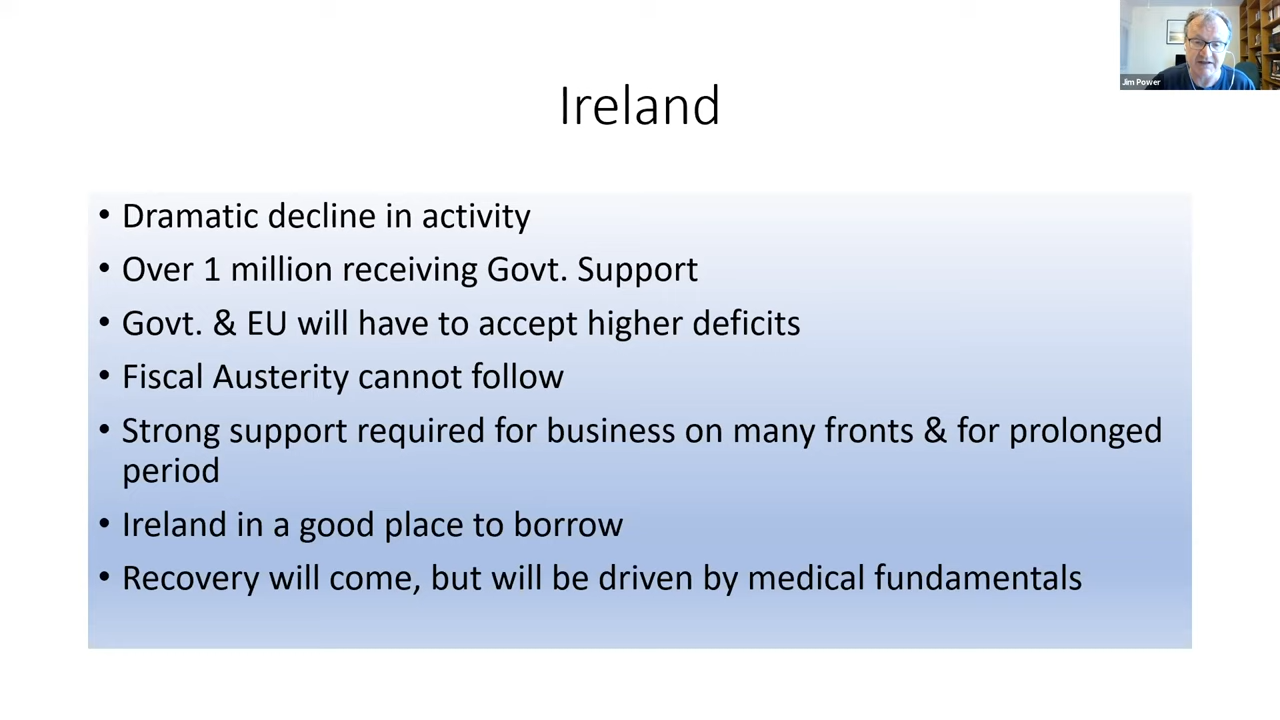 Jim Power
Ireland
• Dramatic decline in activity
• Over 1 million receiving Govt. Support
• Govt. & EU will have to accept higher deficits
• Fiscal Austerity cannot follow
• Strong support required for business on many fronts & for prolonged
period
• Ireland in a good place to borrow
• Recovery will come, but will be driven by medical fundamentals